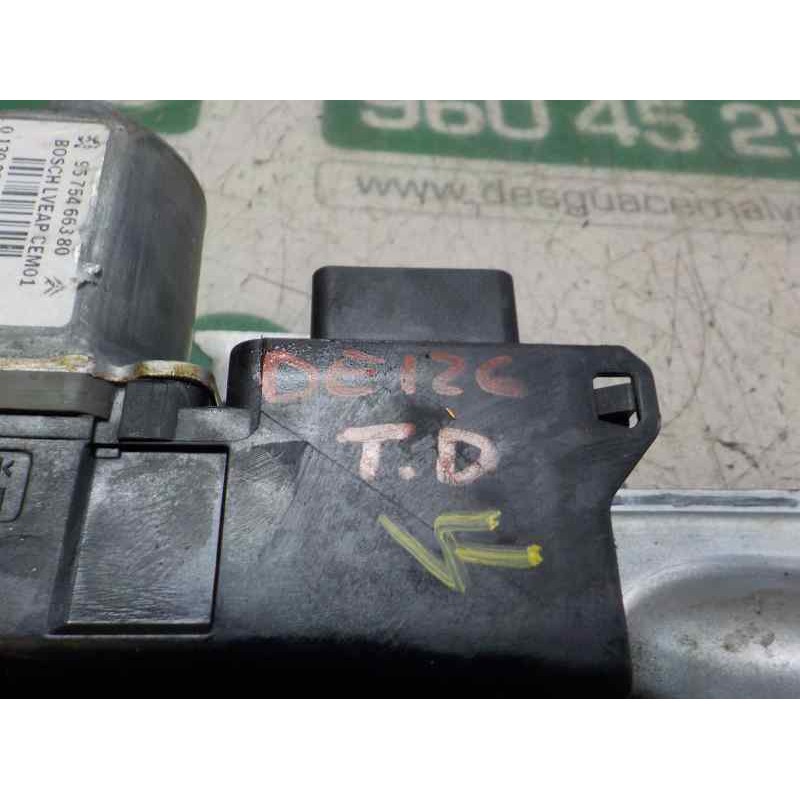 960 45 25
www.desguacemalv
9575466380
BOSCH LVEAP CEM01
DE126
T.D